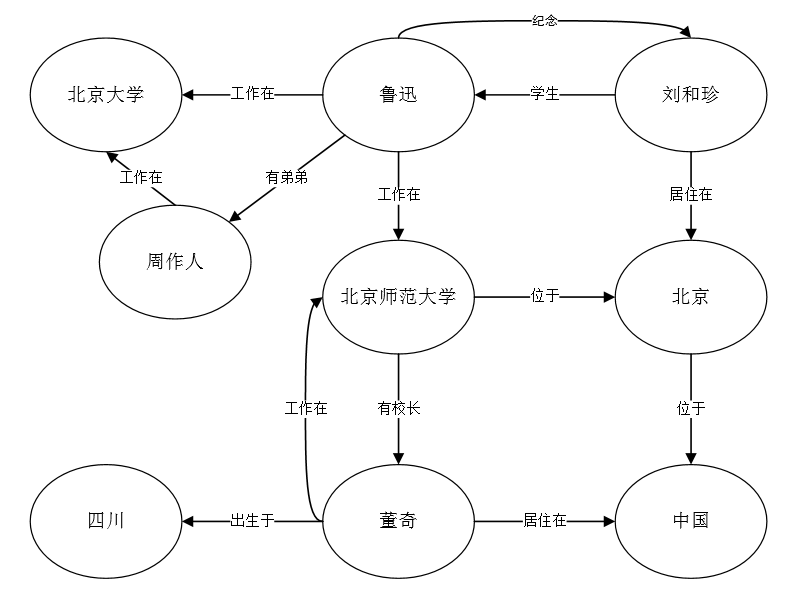 纪念
北京大学
工作在
鲁迅
学生
刘和珍
工作在
有弟弟
工作在
居住在
周作人
北京师范大学
位于
北京
工作在
有校长
位于
四川
出生于
董奇
居住在
中国